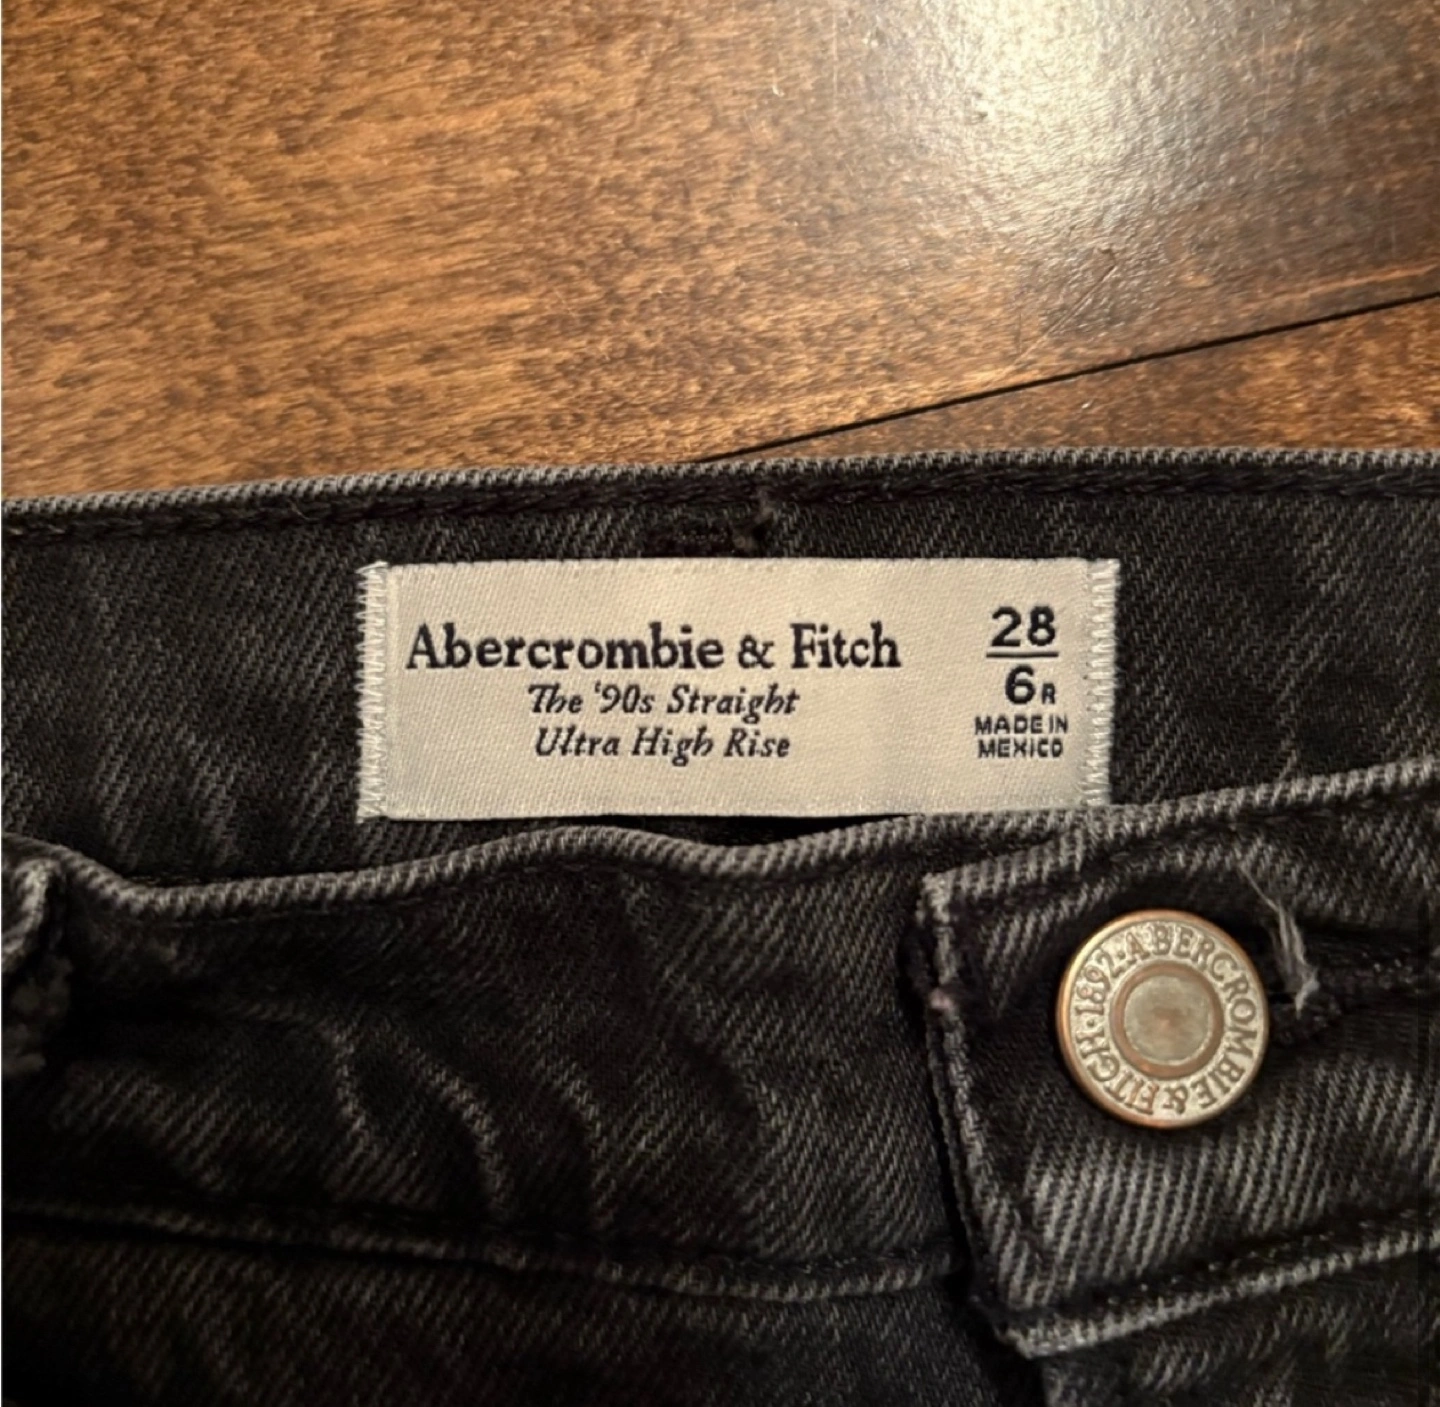 Abercrombie & Fitch
The '90s Straight
Ultra High Rise
28
6R
MADE IN
MEXICO
ABERCROMBIE & FITCH · 1892 ·